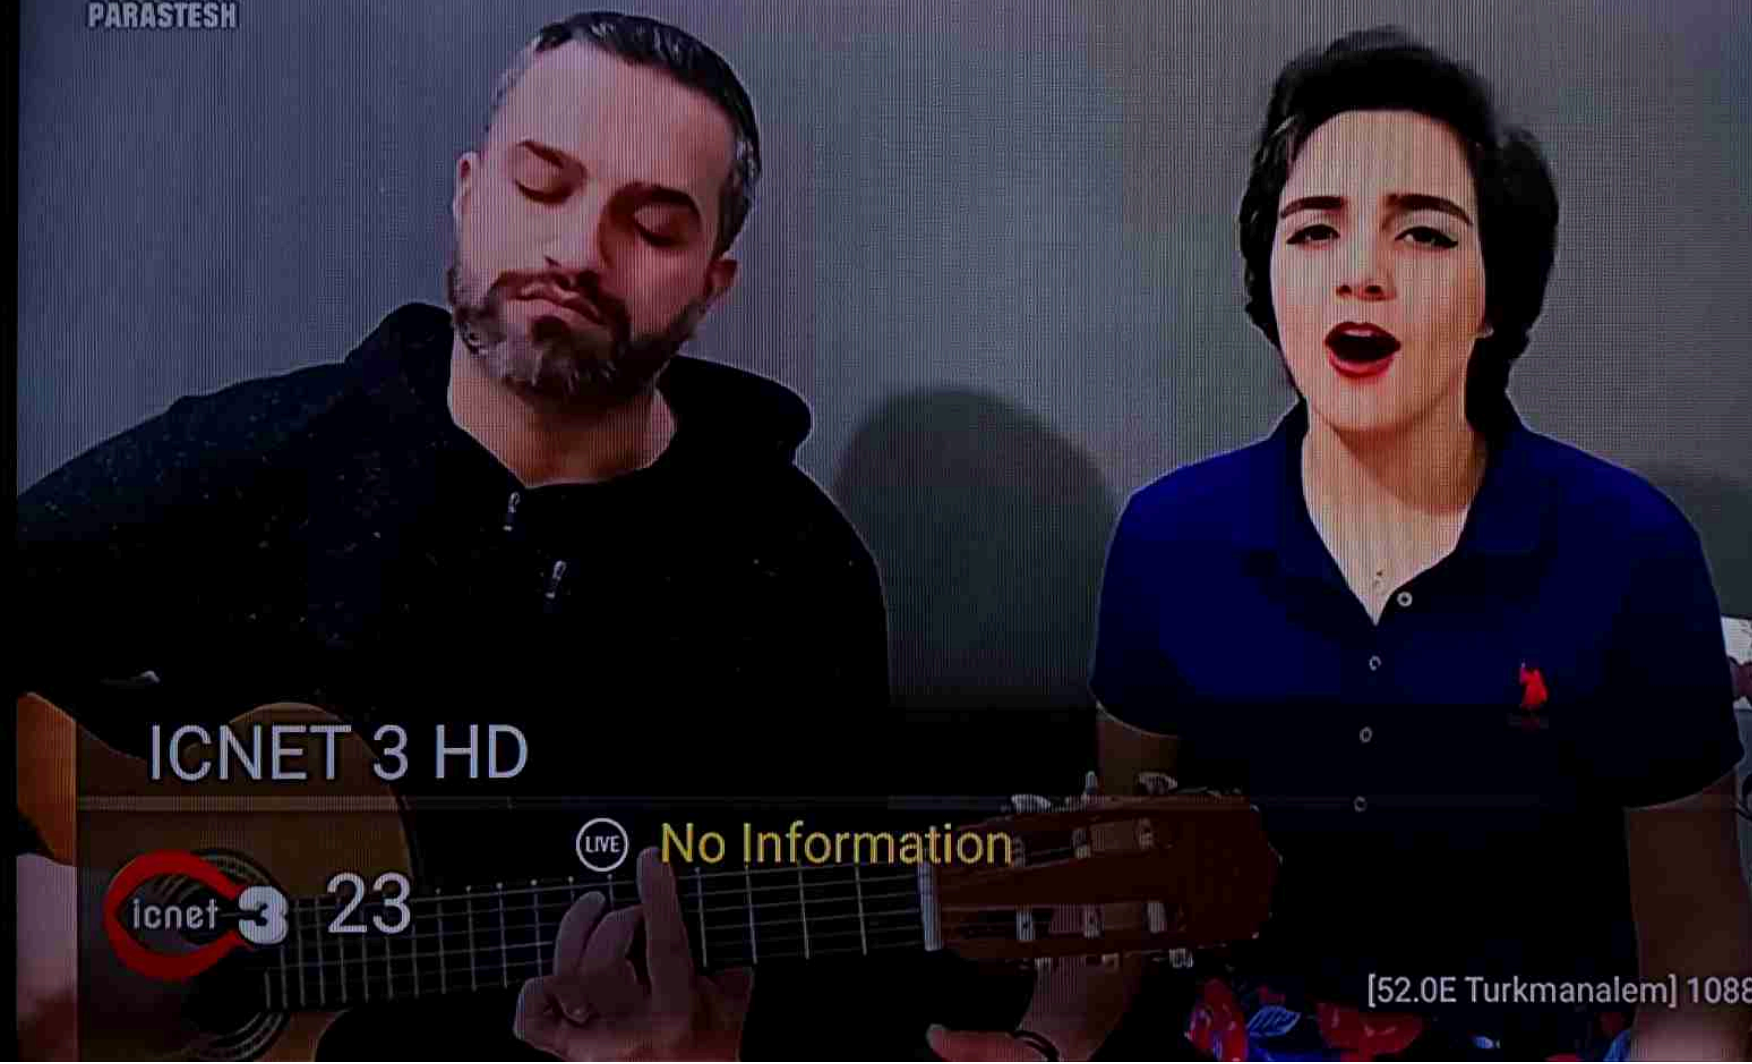 PARASTESH
ICNET 3 HD
LIVE No Information
icnet 3 23
[52.0E Turkmanalem] 1088